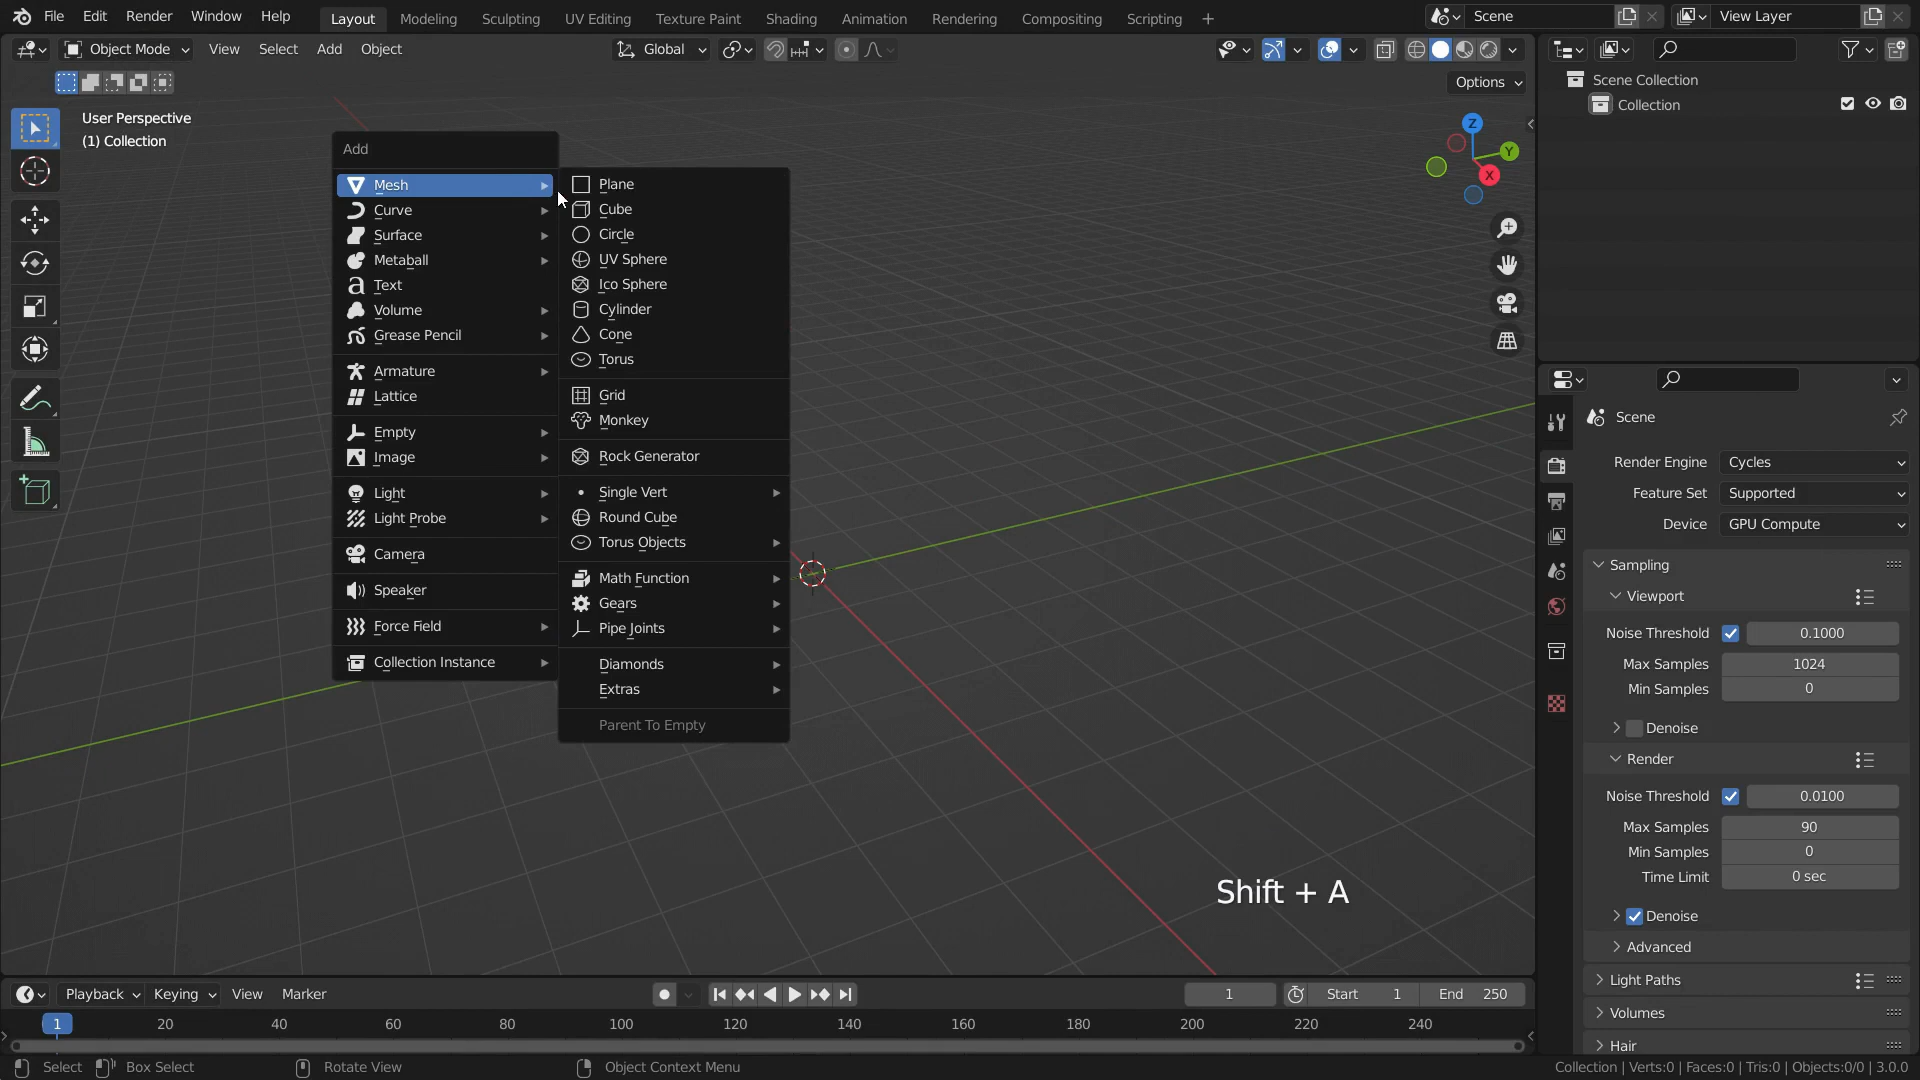 File Edit Render Window Help Layout Modeling Sculpting UV Editing Texture Paint Shading Animation Rendering Compositing Scripting + Scene View Layer
Object Mode View Select Add Object Global
Options
User Perspective
(1) Collection
Z
Y
X
Add
Mesh
Curve
Surface
Metaball
Text
Volume
Grease Pencil
Armature
Lattice
Empty
Image
Light
Light Probe
Camera
Speaker
Force Field
Collection Instance
Plane
Cube
Circle
UV Sphere
Ico Sphere
Cylinder
Cone
Torus
Grid
Monkey
Rock Generator
Single Vert
Round Cube
Torus Objects
Math Function
Gears
Pipe Joints
Diamonds
Extras
Parent To Empty
Shift + A
Scene Collection
Collection
Scene
Render Engine Cycles
Feature Set Supported
Device GPU Compute
Sampling
Viewport
Noise Threshold 0.1000
Max Samples 1024
Min Samples 0
Denoise
Render
Noise Threshold 0.0100
Max Samples 90
Min Samples 0
Time Limit 0 sec
Denoise
Advanced
Light Paths
Volumes
Hair
Playback Keying View Marker 1 Start 1 End 250
1 20 40 60 80 100 120 140 160 180 200 220 240
Select Box Select Rotate View Object Context Menu Collection | Verts:0 | Faces:0 | Tris:0 | Objects:0/0 | 3.0.0